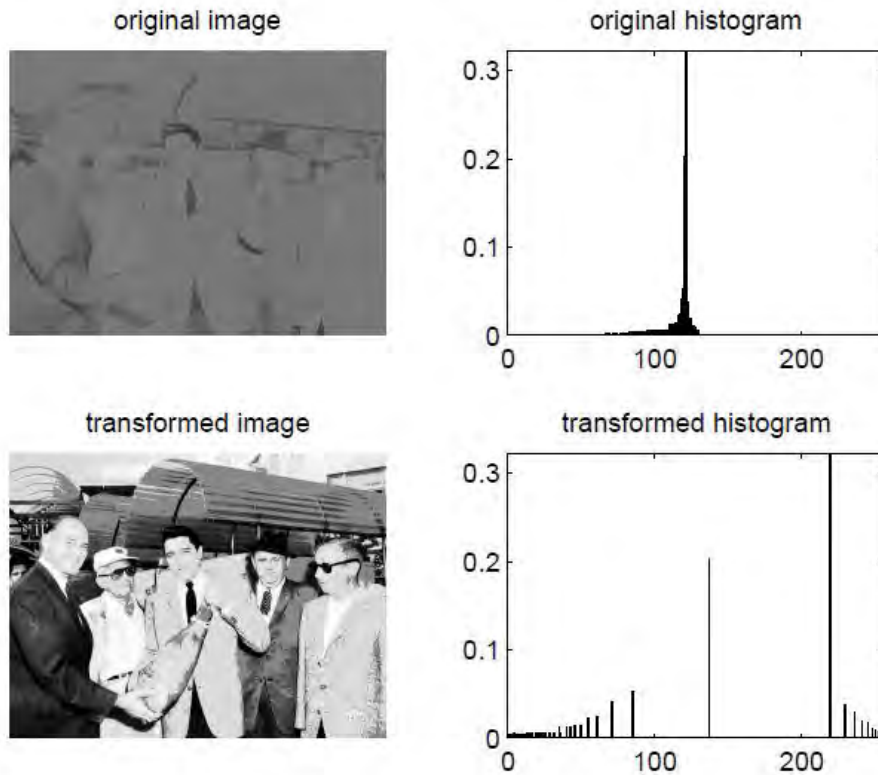 original image
original histogram
0.3
0.2
0.1
0
0 100 200
transformed image
transformed histogram
0.3
0.2
0.1
0
0 100 200